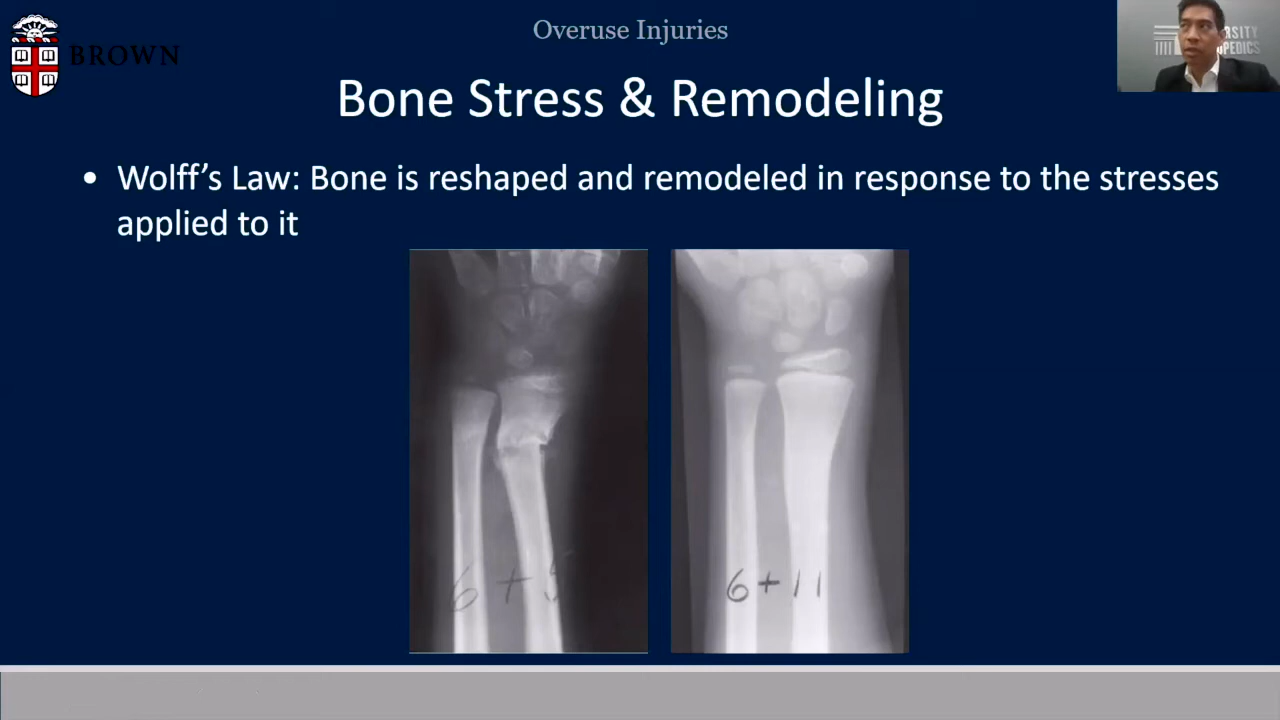 Overuse Injuries
BROWN
Bone Stress & Remodeling
• Wolff's Law: Bone is reshaped and remodeled in response to the stresses
applied to it
6 + 5
6 + 11